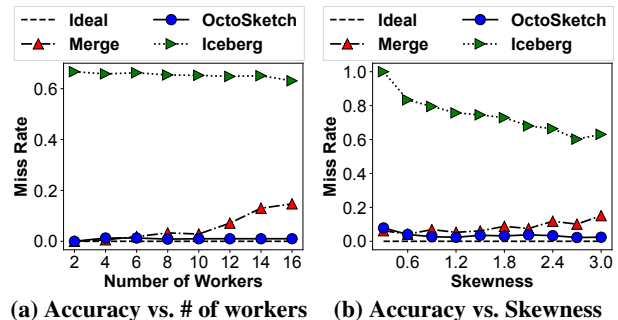 Ideal OctoSketch
Merge Iceberg
0.6
0.4
0.2
0.0
Miss Rate
2 4 6 8 10 12 14 16
Number of Workers
(a) Accuracy vs. # of workers
Ideal OctoSketch
Merge Iceberg
1.0
0.8
0.6
0.4
0.2
0.0
Miss Rate
0.6 1.2 1.8 2.4 3.0
Skewness
(b) Accuracy vs. Skewness